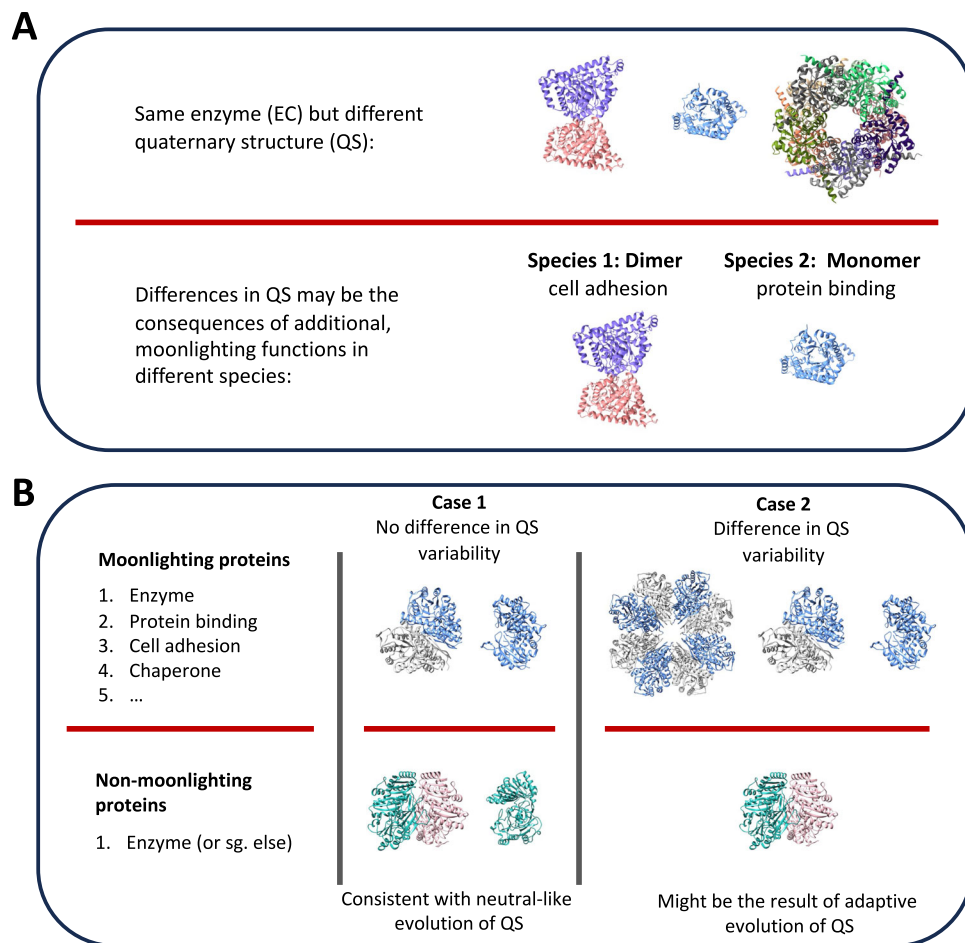 A
Same enzyme (EC) but different
quaternary structure (QS):
Differences in QS may be the
consequences of additional,
moonlighting functions in
different species:
Species 1: Dimer
cell adhesion
Species 2:  Monomer
protein binding
B
Moonlighting proteins
1. Enzyme
2. Protein binding
3. Cell adhesion
4. Chaperone
5. …
Case 1
No difference in QS
variability
Case 2
Difference in QS
variability
Non-moonlighting
proteins
1. Enzyme (or sg. else)
Consistent with neutral-like
evolution of QS
Might be the result of adaptive
evolution of QS